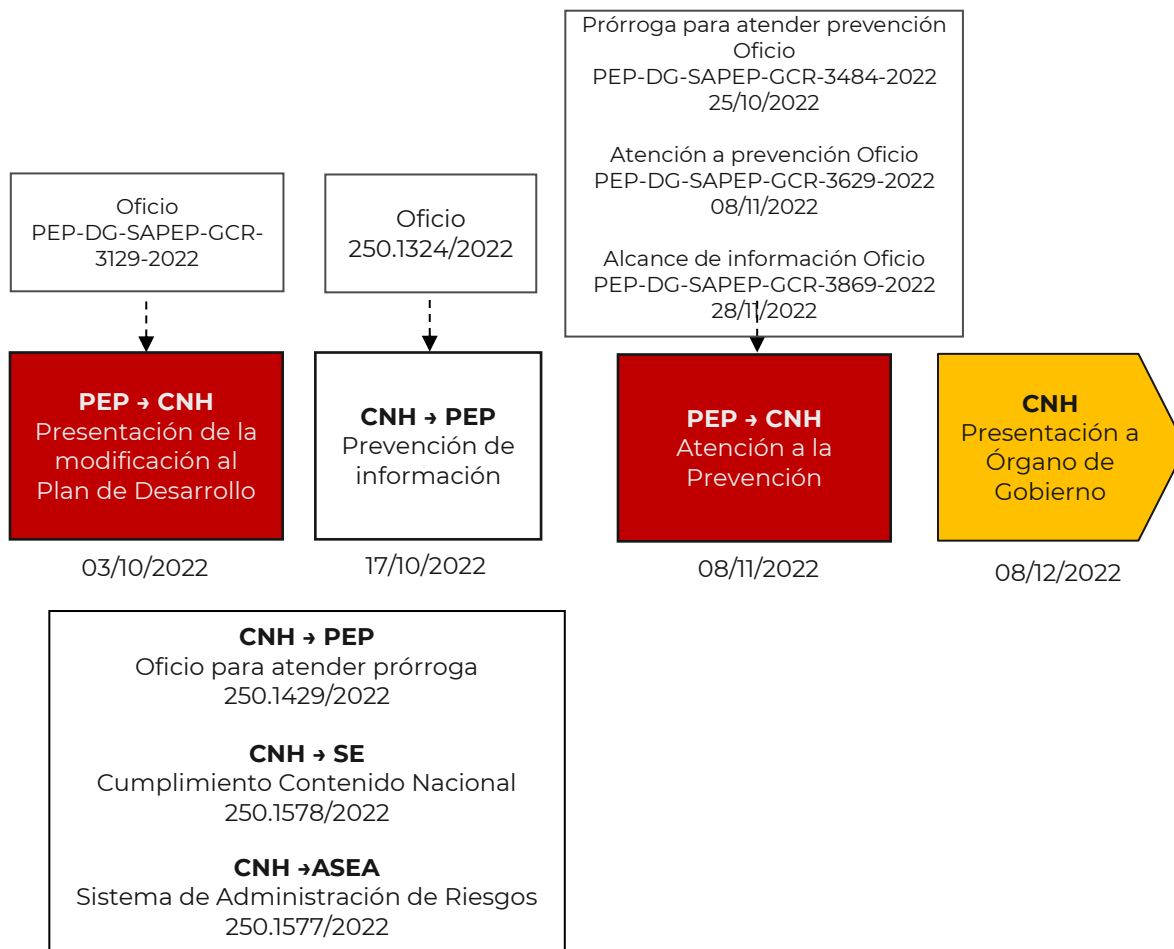 Prórroga para atender prevención
Oficio
PEP-DG-SAPEP-GCR-3484-2022
25/10/2022
Atención a prevención Oficio
PEP-DG-SAPEP-GCR-3629-2022
08/11/2022
Alcance de información Oficio
PEP-DG-SAPEP-GCR-3869-2022
28/11/2022
Oficio
PEP-DG-SAPEP-GCR-
3129-2022
Oficio
250.1324/2022
PEP → CNH
Presentación de la
modificación al
Plan de Desarrollo
CNH → PEP
Prevención de
información
PEP → CNH
Atención a la
Prevención
CNH
Presentación a
Órgano de
Gobierno
03/10/2022
17/10/2022
08/11/2022
08/12/2022
CNH → PEP
Oficio para atender prórroga
250.1429/2022
CNH → SE
Cumplimiento Contenido Nacional
250.1578/2022
CNH →ASEA
Sistema de Administración de Riesgos
250.1577/2022